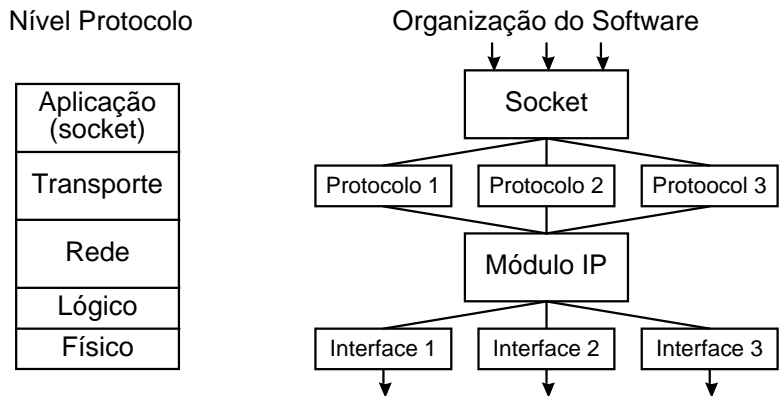 Nível Protocolo
Aplicação
(socket)
Transporte
Rede
Lógico
Físico
Organização do Software
Socket
Protocolo 1
Protocolo 2
Protoocol 3
Módulo IP
Interface 1
Interface 2
Interface 3